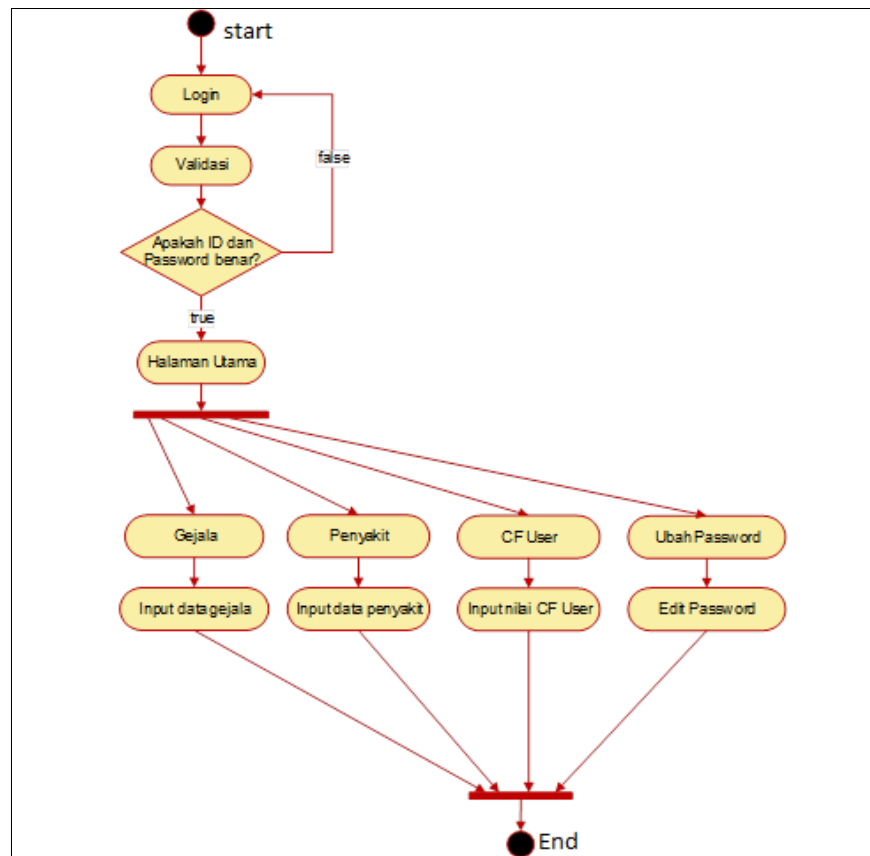 start
Login
Validasi
false
Apakah ID dan
Password benar?
true
Halaman Utama
Gejala
Penyakit
CF User
Ubah Password
Input data gejala
Input data penyakit
Input nilai CF User
Edit Password
End